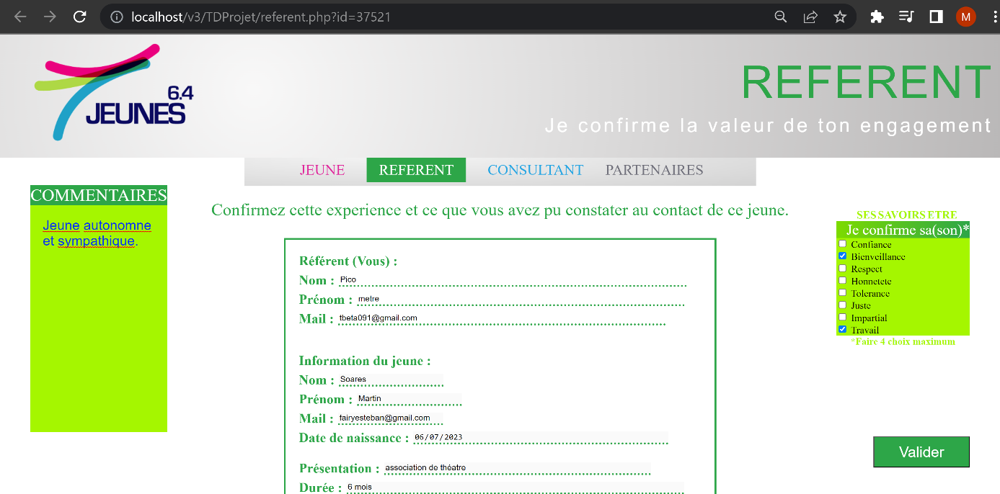 localhost/v3/TDProjet/referent.php?id=37521
M
6.4
JEUNES
REFERENT
Je confirme la valeur de ton engagement
JEUNE REFERENT CONSULTANT PARTENAIRES
COMMENTAIRES
Jeune autonomne
et sympathique.
Confirmez cette experience et ce que vous avez pu constater au contact de ce jeune.
Référent (Vous) :
Nom : Pico
Prénom : metre
Mail : tbeta091@gmail.com
Information du jeune :
Nom : Soares
Prénom : Martin
Mail : fairyesteban@gmail.com
Date de naissance : 06/07/2023
Présentation : association de théatre
Durée : 6 mois
SES SAVOIRS ETRE
Je confirme sa(son)*
Confiance
Bienveillance
Respect
Honnetete
Tolerance
Juste
Impartial
Travail
*Faire 4 choix maximum
Valider